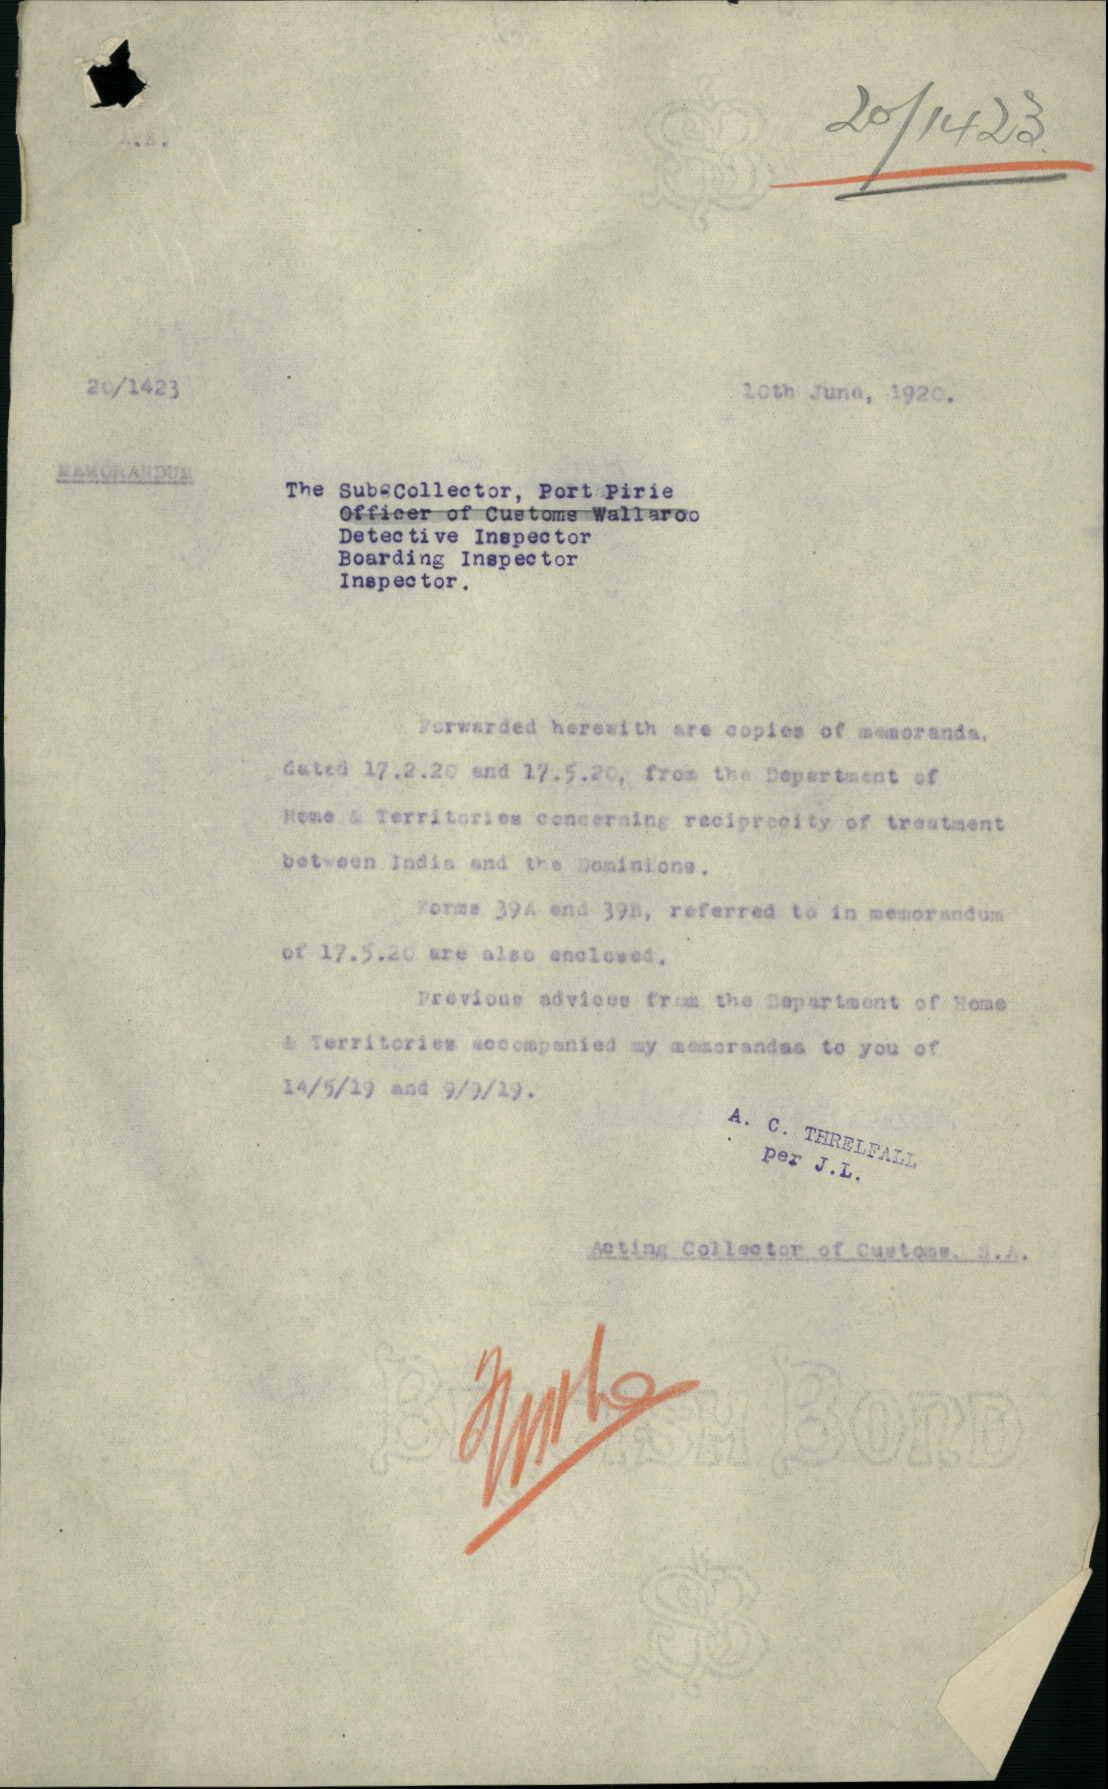 20/1423
20/1423
10th June, 1920.
MEMORANDUM
The Sub-Collector, Port Pirie
Officer of Customs Wallaroo
Detective Inspector
Boarding Inspector
Inspector.
Forwarded herewith are copies of memoranda,
dated 17.2.20 and 17.5.20, from the Department of
Home & Territories concerning reciprocity of treatment
between India and the Dominions.
Forms 39A and 39B, referred to in memorandum
of 17.5.20 are also enclosed.
Previous advices from the Department of Home
& Territories accompanied my memorandaa to you of
14/5/19 and 9/9/19.
A. C. THRELFALL
per J.L.
Acting Collector of Customs. S.A.
BRITISH BOND